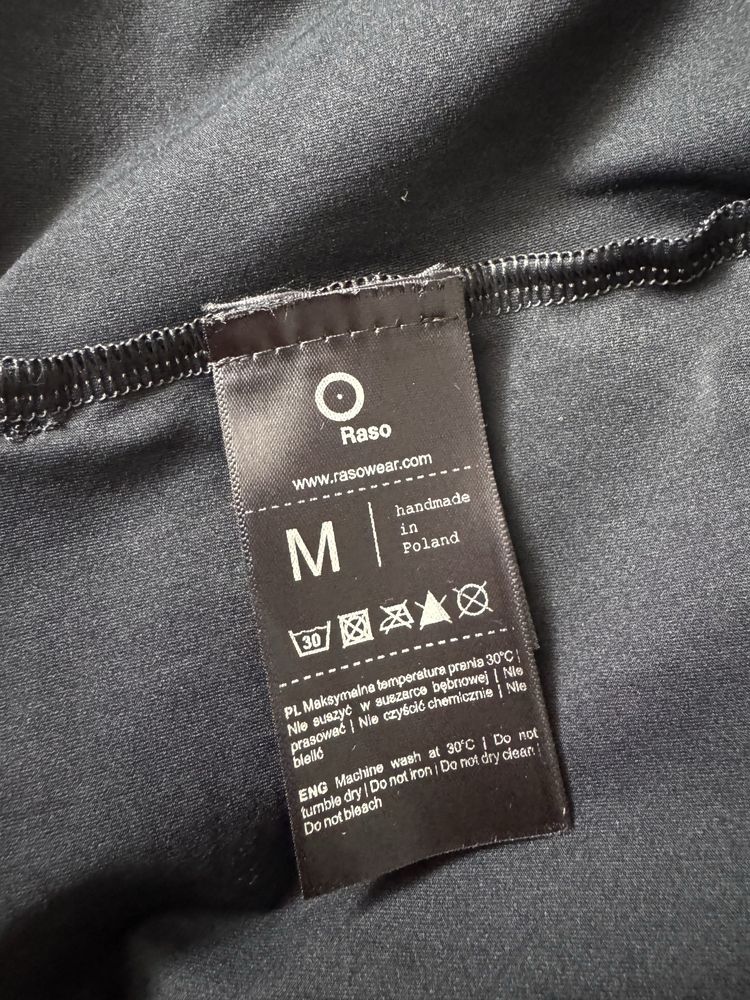 Raso
www.rasowear.com
M
handmade
in
Poland
30
PL Maksymalna temperatura prania 30°C |
Nie suszyć w suszarce bębnowej | Nie
prasować | Nie czyścić chemicznie | Nie
bielić
ENG Machine wash at 30°C | Do not
tumble dry | Do not iron | Do not dry clean |
Do not bleach